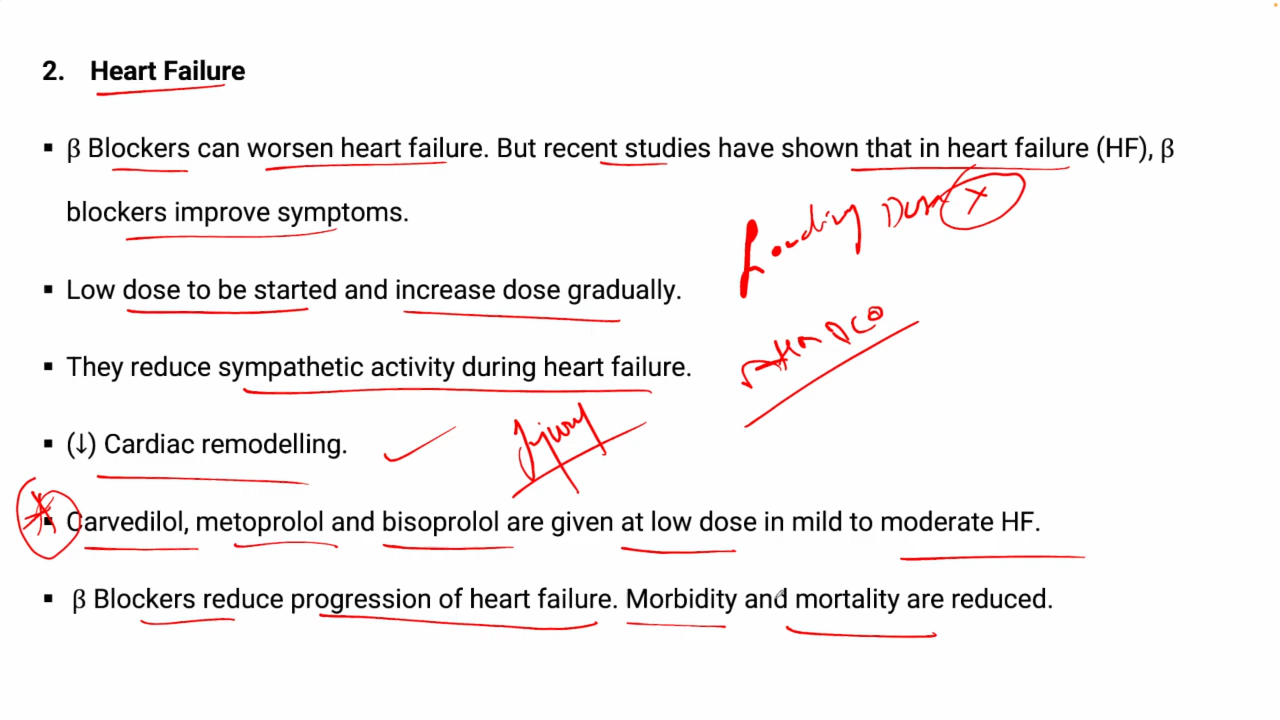 2. Heart Failure
▪ β Blockers can worsen heart failure. But recent studies have shown that in heart failure (HF), β
blockers improve symptoms.
Loading Dose X
▪ Low dose to be started and increase dose gradually.
▪ They reduce sympathetic activity during heart failure.
▪ (↓) Cardiac remodelling.
Injury
▪ Carvedilol, metoprolol and bisoprolol are given at low dose in mild to moderate HF.
▪ β Blockers reduce progression of heart failure. Morbidity and mortality are reduced.